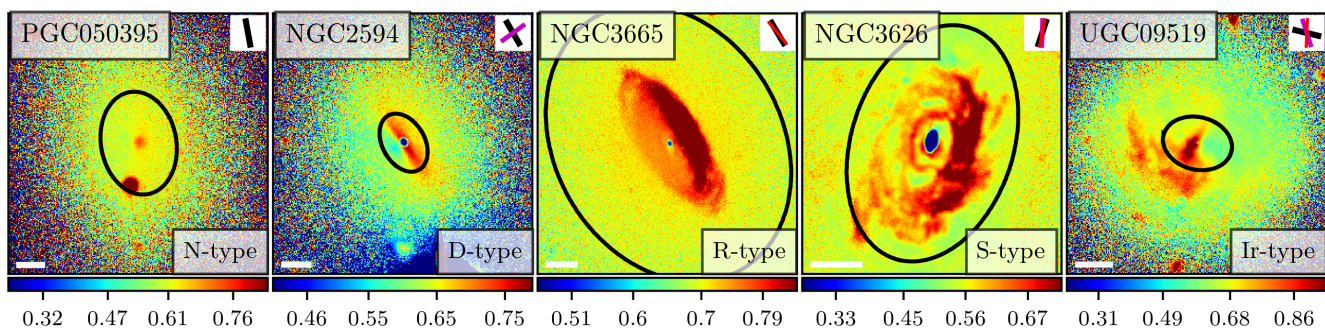 PGC050395 NGC2594 NGC3665 NGC3626 UGC09519
N-type D-type R-type S-type Ir-type
0.32 0.47 0.61 0.76 0.46 0.55 0.65 0.75 0.51 0.6 0.7 0.79 0.33 0.45 0.56 0.67 0.31 0.49 0.68 0.86